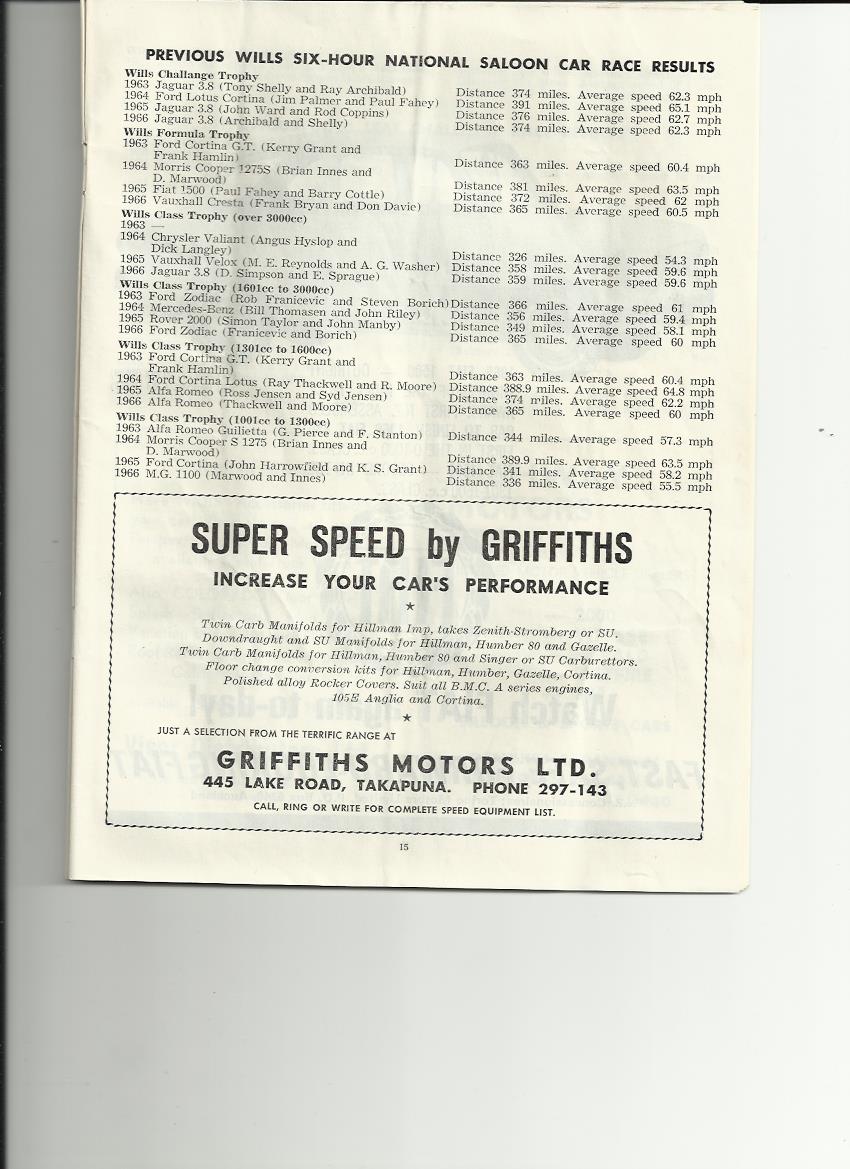 PREVIOUS WILLS SIX-HOUR NATIONAL SALOON CAR RACE RESULTS
Wills Challange Trophy
1963 Jaguar 3.8 (Tony Shelly and Ray Archibald) Distance 374 miles. Average speed 62.3 mph
1964 Ford Lotus Cortina (Jim Palmer and Paul Fahey) Distance 391 miles. Average speed 65.1 mph
1965 Jaguar 3.8 (John Ward and Rod Coppins) Distance 376 miles. Average speed 62.7 mph
1966 Jaguar 3.8 (Archibald and Shelly) Distance 374 miles. Average speed 62.3 mph
Wills Formula Trophy
1963 Ford Cortina G.T. (Kerry Grant and
Frank Hamlin) Distance 363 miles. Average speed 60.4 mph
1964 Morris Cooper 1275S (Brian Innes and
D. Marwood) Distance 381 miles. Average speed 63.5 mph
1965 Fiat 1500 (Paul Fahey and Barry Cottle) Distance 372 miles. Average speed 62 mph
1966 Vauxhall Cresta (Frank Bryan and Don Davie) Distance 365 miles. Average speed 60.5 mph
Wills Class Trophy (over 3000cc)
1963 —
1964 Chrysler Valiant (Angus Hyslop and
Dick Langley) Distance 326 miles. Average speed 54.3 mph
1965 Vauxhall Velox (M. E. Reynolds and A. G. Washer) Distance 358 miles. Average speed 59.6 mph
1966 Jaguar 3.8 (D. Simpson and E. Sprague) Distance 359 miles. Average speed 59.6 mph
Wills Class Trophy (1601cc to 3000cc)
1963 Ford Zodiac (Rob Franicevic and Steven Borich) Distance 366 miles. Average speed 61 mph
1964 Mercedes-Benz (Bill Thomasen and John Riley) Distance 356 miles. Average speed 59.4 mph
1965 Rover 2000 (Simon Taylor and John Manby) Distance 349 miles. Average speed 58.1 mph
1966 Ford Zodiac (Franicevic and Borich) Distance 365 miles. Average speed 60 mph
Wills Class Trophy (1301cc to 1600cc)
1963 Ford Cortina G.T. (Kerry Grant and
Frank Hamlin) Distance 363 miles. Average speed 60.4 mph
1964 Ford Cortina Lotus (Ray Thackwell and R. Moore) Distance 388.9 miles. Average speed 64.8 mph
1965 Alfa Romeo (Ross Jensen and Syd Jensen) Distance 374 miles. Average speed 62.2 mph
1966 Alfa Romeo (Thackwell and Moore) Distance 365 miles. Average speed 60 mph
Wills Class Trophy (1001cc to 1300cc)
1963 Alfa Romeo Guilietta (G. Pierce and F. Stanton) Distance 344 miles. Average speed 57.3 mph
1964 Morris Cooper S 1275 (Brian Innes and
D. Marwood) Distance 389.9 miles. Average speed 63.5 mph
1965 Ford Cortina (John Harrowfield and K. S. Grant) Distance 341 miles. Average speed 58.2 mph
1966 M.G. 1100 (Marwood and Innes) Distance 336 miles. Average speed 55.5 mph
SUPER SPEED by GRIFFITHS
INCREASE YOUR CAR'S PERFORMANCE
Twin Carb Manifolds for Hillman Imp, takes Zenith-Stromberg or SU.
Downdraught and SU Manifolds for Hillman, Humber 80 and Gazelle.
Twin Carb Manifolds for Hillman, Humber 80 and Singer or SU Carburettors.
Floor change conversion kits for Hillman, Humber, Gazelle, Cortina.
Polished alloy Rocker Covers. Suit all B.M.C. A series engines,
105E Anglia and Cortina.
JUST A SELECTION FROM THE TERRIFIC RANGE AT
GRIFFITHS MOTORS LTD.
445 LAKE ROAD, TAKAPUNA. PHONE 297-143
CALL, RING OR WRITE FOR COMPLETE SPEED EQUIPMENT LIST.
15